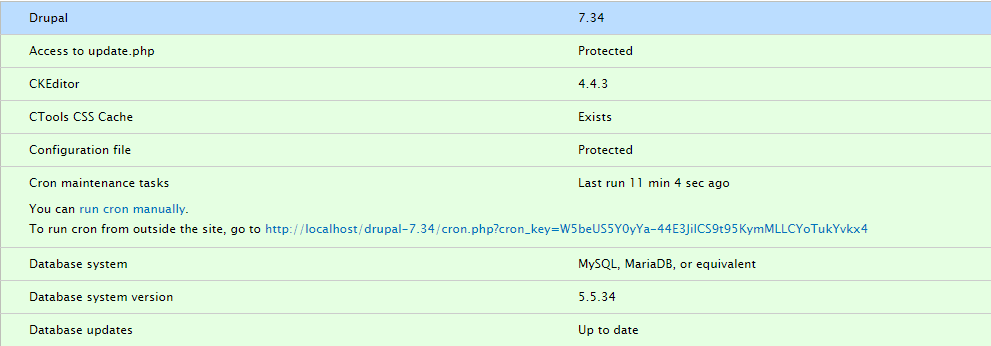 Drupal 7.34
Access to update.php Protected
CKEditor 4.4.3
CTools CSS Cache Exists
Configuration file Protected
Cron maintenance tasks Last run 11 min 4 sec ago
You can run cron manually.
To run cron from outside the site, go to http://localhost/drupal-7.34/cron.php?cron_key=W5beUS5Y0yYa-44E3JilCS9t95KymMLLCYoTukYvkx4
Database system MySQL, MariaDB, or equivalent
Database system version 5.5.34
Database updates Up to date